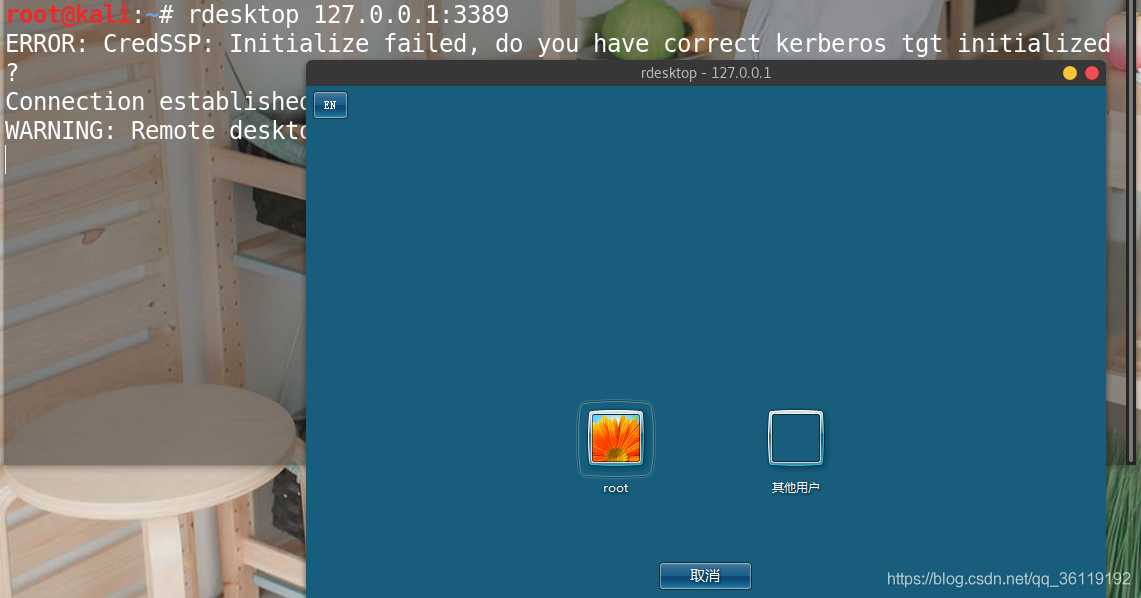 root@kali:~# rdesktop 127.0.0.1:3389
ERROR: CredSSP: Initialize failed, do you have correct kerberos tgt initialized
?
rdesktop - 127.0.0.1
Connection established
EN
WARNING: Remote
root
其他用户
取消
https://blog.csdn.net/qq_36119192